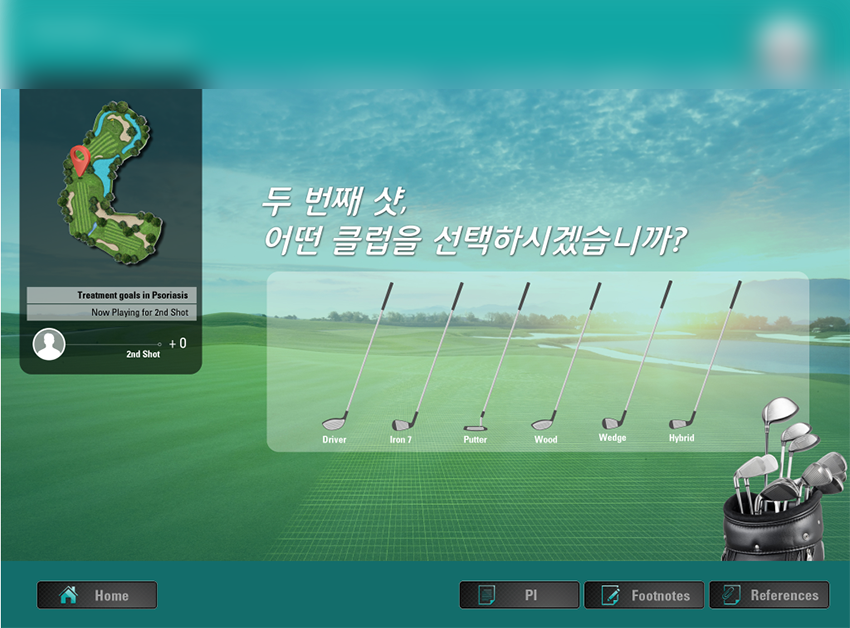 두 번째 샷,
어떤 클럽을 선택하시겠습니까?
Treatment goals in Psoriasis
Now Playing for 2nd Shot
+ 0
2nd Shot
Driver
Iron 7
Putter
Wood
Wedge
Hybrid
Home
PI
Footnotes
References